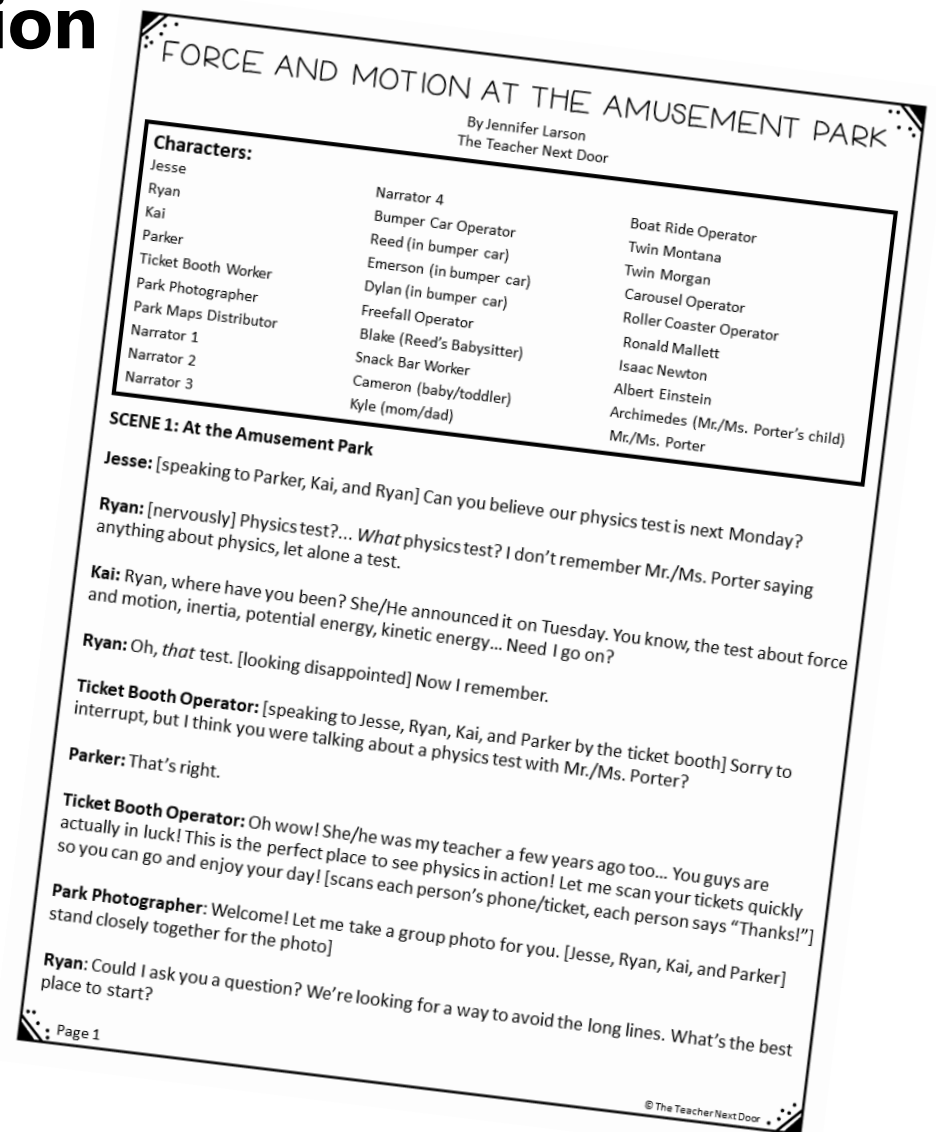 ion
FORCE AND MOTION AT THE AMUSEMENT PARK
By Jennifer Larson
The Teacher Next Door
Characters:
Jesse
Ryan
Kai
Parker
Ticket Booth Worker
Park Photographer
Park Maps Distributor
Narrator 1
Narrator 2
Narrator 3
Narrator 4
Bumper Car Operator
Reed (in bumper car)
Emerson (in bumper car)
Dylan (in bumper car)
Freefall Operator
Blake (Reed's Babysitter)
Snack Bar Worker
Cameron (baby/toddler)
Kyle (mom/dad)
Boat Ride Operator
Twin Montana
Twin Morgan
Carousel Operator
Roller Coaster Operator
Ronald Mallett
Isaac Newton
Albert Einstein
Archimedes (Mr./Ms. Porter's child)
Mr./Ms. Porter
SCENE 1: At the Amusement Park
Jesse: [speaking to Parker, Kai, and Ryan] Can you believe our physics test is next Monday?
Ryan: [nervously] Physics test?... What physics test? I don't remember Mr./Ms. Porter saying
anything about physics, let alone a test.
Kai: Ryan, where have you been? She/He announced it on Tuesday. You know, the test about force
and motion, inertia, potential energy, kinetic energy... Need I go on?
Ryan: Oh, that test. [looking disappointed] Now I remember.
Ticket Booth Operator: [speaking to Jesse, Ryan, Kai, and Parker by the ticket booth] Sorry to
interrupt, but I think you were talking about a physics test with Mr./Ms. Porter?
Parker: That's right.
Ticket Booth Operator: Oh wow! She/he was my teacher a few years ago too... You guys are
actually in luck! This is the perfect place to see physics in action! Let me scan your tickets quickly
so you can go and enjoy your day! [scans each person's phone/ticket, each person says "Thanks!"]
Park Photographer: Welcome! Let me take a group photo for you. [Jesse, Ryan, Kai, and Parker]
stand closely together for the photo]
Ryan: Could I ask you a question? We're looking for a way to avoid the long lines. What's the best
place to start?
Page 1
© The Teacher Next Door